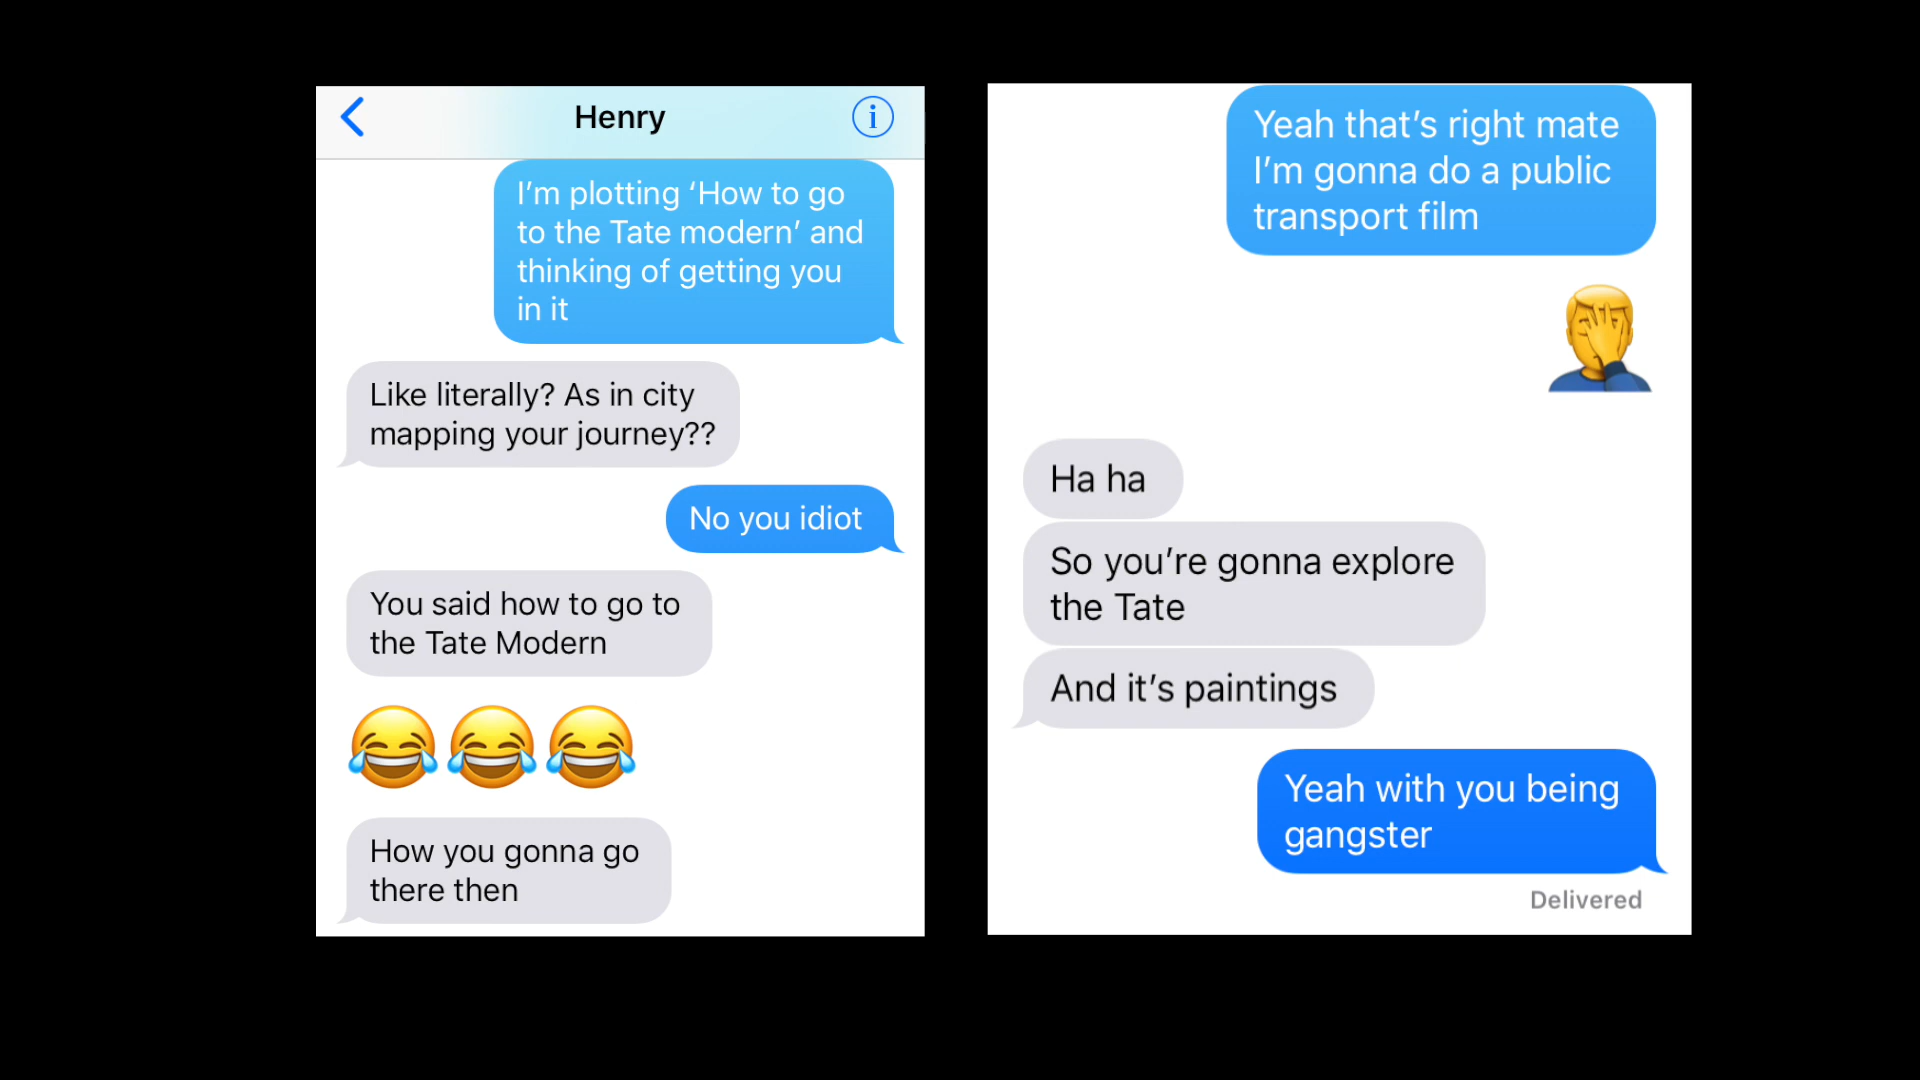 Henry
I’m plotting ‘How to go
to the Tate modern’ and
thinking of getting you
in it
Like literally? As in city
mapping your journey??
No you idiot
You said how to go to
the Tate Modern
😂😂😂
How you gonna go
there then
Yeah that’s right mate
I’m gonna do a public
transport film
🤦‍♂️
Ha ha
So you’re gonna explore
the Tate
And it’s paintings
Yeah with you being
gangster
Delivered